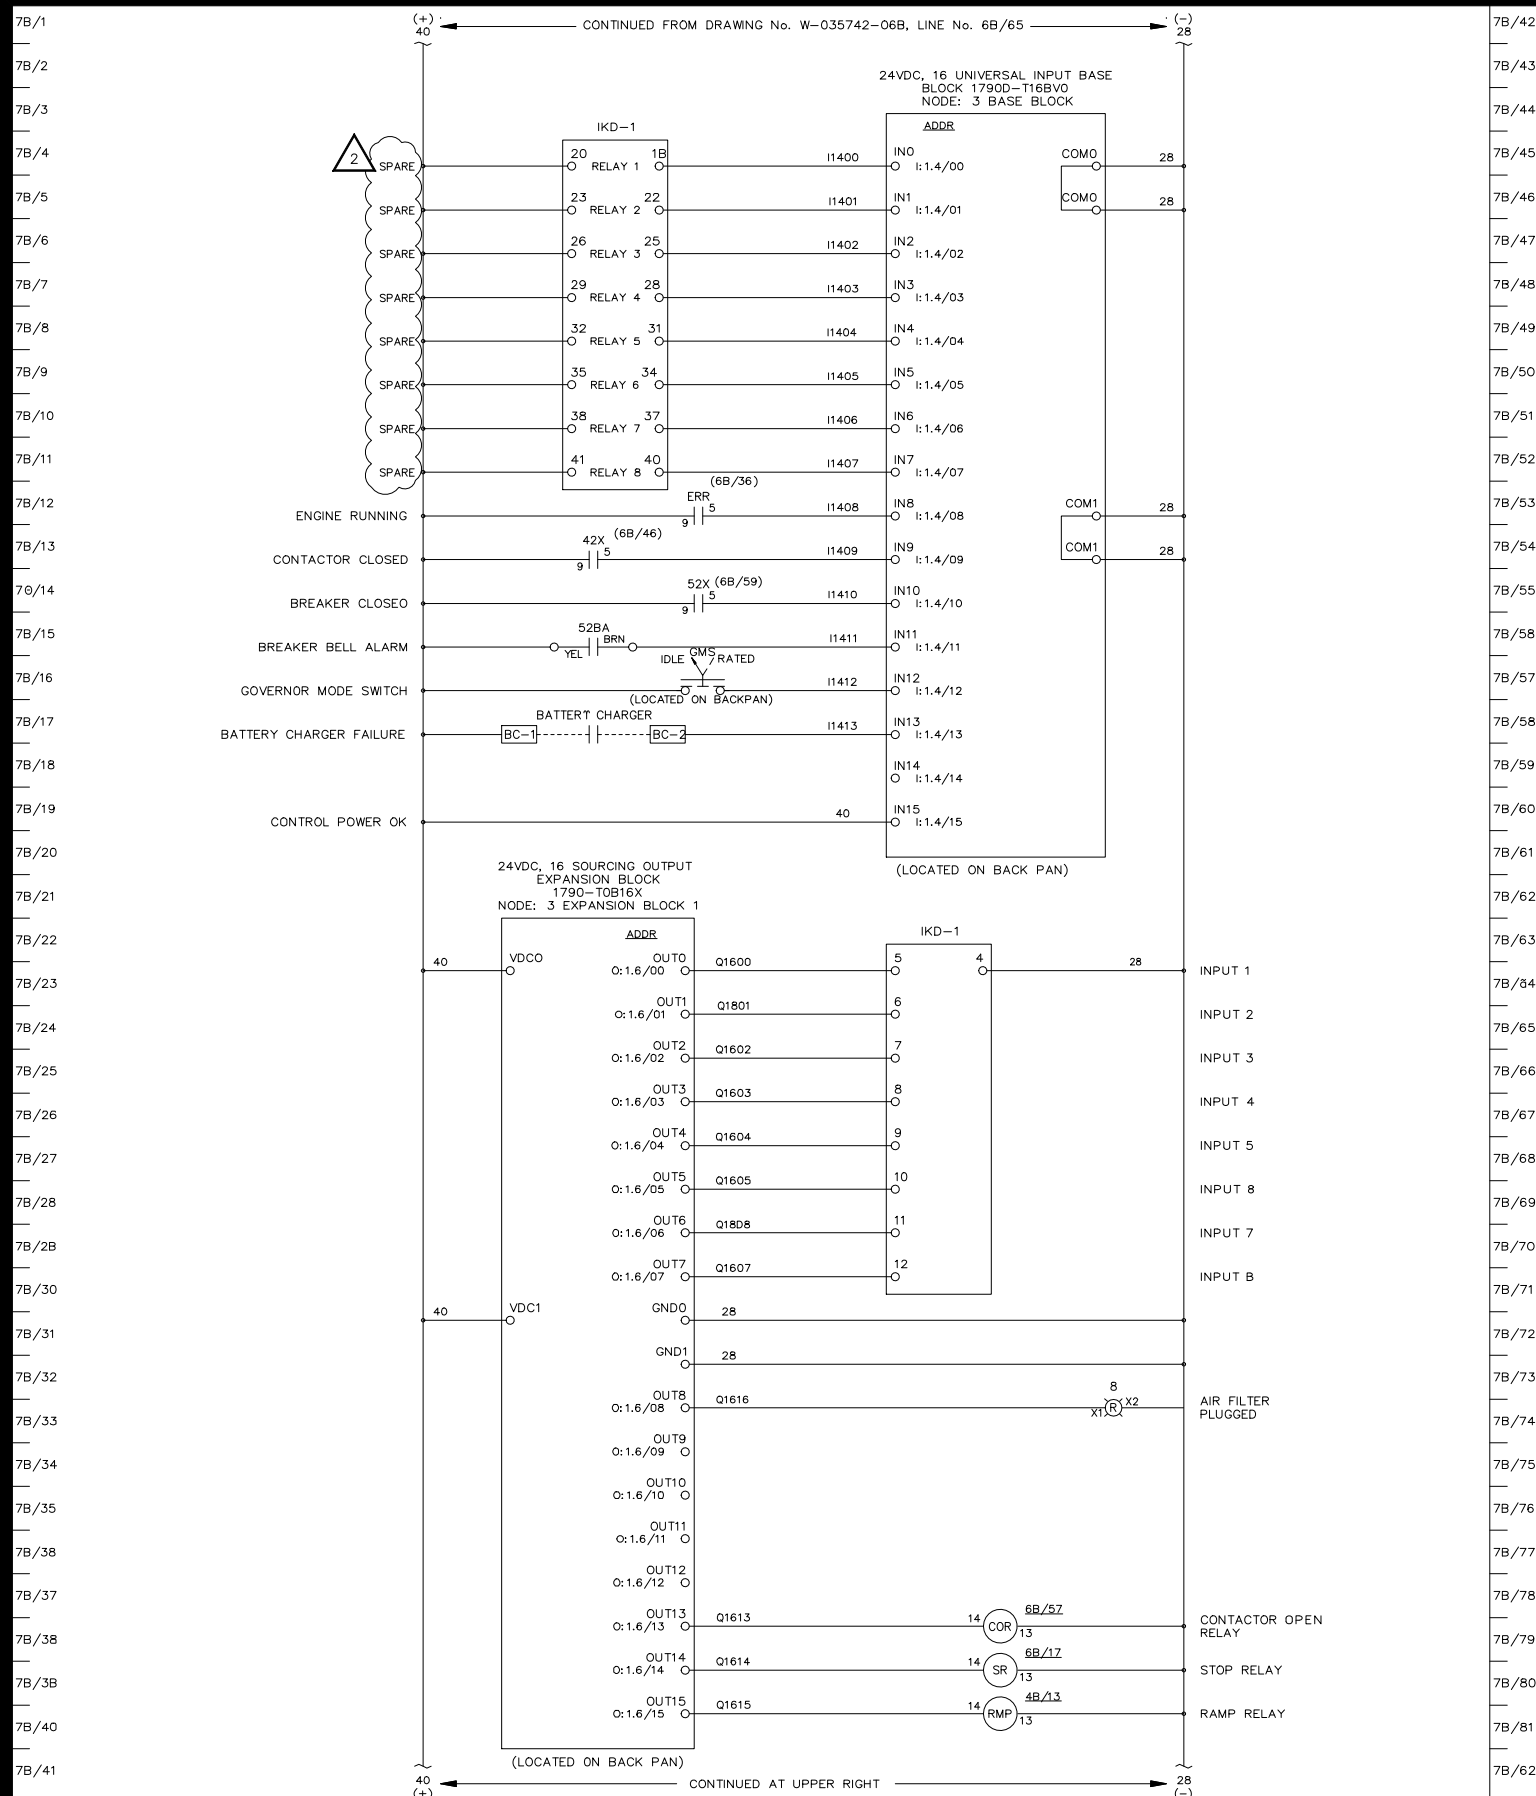 7B/1
(+)
40
CONTINUED FROM DRAWING No. W-035742-06B, LINE No. 6B/65
(-)
28
7B/42
7B/2
7B/43
24VDC, 16 UNIVERSAL INPUT BASE
BLOCK 1790D-T16BV0
NODE: 3 BASE BLOCK
7B/3
7B/44
ADDR
IKD-1
7B/4
2
SPARE
20 RELAY 1 1B
I1400
IN0
I:1.4/00
COM0
28
7B/45
7B/5
SPARE
23 RELAY 2 22
I1401
IN1
I:1.4/01
COM0
28
7B/46
7B/6
SPARE
26 RELAY 3 25
I1402
IN2
I:1.4/02
7B/47
7B/7
SPARE
29 RELAY 4 28
I1403
IN3
I:1.4/03
7B/48
7B/8
SPARE
32 RELAY 5 31
I1404
IN4
I:1.4/04
7B/49
7B/9
SPARE
35 RELAY 6 34
I1405
IN5
I:1.4/05
7B/50
7B/10
SPARE
38 RELAY 7 37
I1406
IN6
I:1.4/06
7B/51
7B/11
SPARE
41 RELAY 8 40
I1407
IN7
I:1.4/07
7B/52
7B/12
ENGINE RUNNING
(6B/36)
ERR
9 5
I1408
IN8
I:1.4/08
COM1
28
7B/53
7B/13
CONTACTOR CLOSED
42X (6B/46)
9 5
I1409
IN9
I:1.4/09
COM1
28
7B/54
70/14
BREAKER CLOSEO
52X (6B/59)
9 5
I1410
IN10
I:1.4/10
7B/55
7B/15
BREAKER BELL ALARM
52BA
YEL BRN
I1411
IN11
I:1.4/11
7B/58
7B/16
GOVERNOR MODE SWITCH
GMS
IDLE RATED
(LOCATED ON BACKPAN)
I1412
IN12
I:1.4/12
7B/57
7B/17
BATTERY CHARGER FAILURE
BATTERY CHARGER
BC-1 BC-2
I1413
IN13
I:1.4/13
7B/58
7B/18
IN14
I:1.4/14
7B/59
7B/19
CONTROL POWER OK
40
IN15
I:1.4/15
7B/60
7B/20
(LOCATED ON BACK PAN)
7B/61
24VDC, 16 SOURCING OUTPUT
EXPANSION BLOCK
1790-T0B16X
NODE: 3 EXPANSION BLOCK 1
7B/21
7B/62
7B/22
ADDR
IKD-1
7B/63
40
VDC0
OUT0
O:1.6/00
Q1600
5 4
28
INPUT 1
7B/23
7B/64
OUT1
O:1.6/01
Q1801
6
INPUT 2
7B/24
7B/65
OUT2
O:1.6/02
Q1602
7
INPUT 3
7B/25
7B/66
OUT3
O:1.6/03
Q1603
8
INPUT 4
7B/26
7B/67
OUT4
O:1.6/04
Q1604
9
INPUT 5
7B/27
7B/68
OUT5
O:1.6/05
Q1605
10
INPUT 8
7B/28
7B/69
OUT6
O:1.6/06
Q18D8
11
INPUT 7
7B/2B
7B/70
OUT7
O:1.6/07
Q1607
12
INPUT B
7B/30
7B/71
40
VDC1
GND0
28
7B/31
7B/72
GND1
28
7B/32
7B/73
OUT8
O:1.6/08
Q1616
8
X1 R X2
AIR FILTER
PLUGGED
7B/33
7B/74
OUT9
O:1.6/09
7B/34
7B/75
OUT10
O:1.6/10
7B/35
7B/76
OUT11
O:1.6/11
7B/38
7B/77
OUT12
O:1.6/12
7B/37
7B/78
OUT13
O:1.6/13
Q1613
14 COR 13
6B/57
CONTACTOR OPEN
RELAY
7B/38
7B/79
OUT14
O:1.6/14
Q1614
14 SR 13
6B/17
STOP RELAY
7B/3B
7B/80
OUT15
O:1.6/15
Q1615
14 RMP 13
4B/13
RAMP RELAY
7B/40
7B/81
(LOCATED ON BACK PAN)
7B/41
7B/62
40
(+)
CONTINUED AT UPPER RIGHT
28
(-)